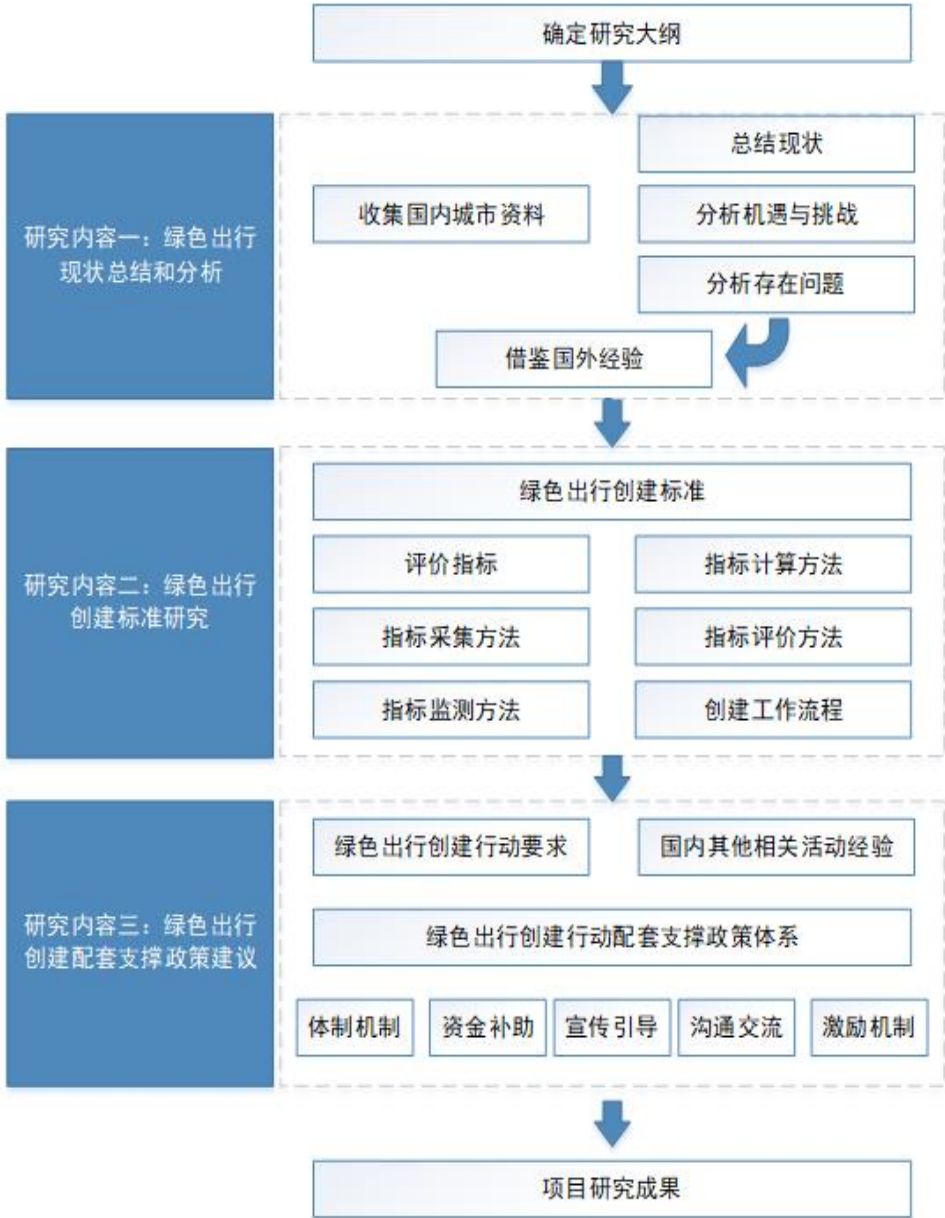 确定研究大纲
研究内容一：绿色出行
现状总结和分析
总结现状
收集国内城市资料
分析机遇与挑战
分析存在问题
借鉴国外经验
研究内容二：绿色出行
创建标准研究
绿色出行创建标准
评价指标
指标计算方法
指标采集方法
指标评价方法
指标监测方法
创建工作流程
研究内容三：绿色出行
创建配套支撑政策建议
绿色出行创建行动要求
国内其他相关活动经验
绿色出行创建行动配套支撑政策体系
体制机制
资金补助
宣传引导
沟通交流
激励机制
项目研究成果